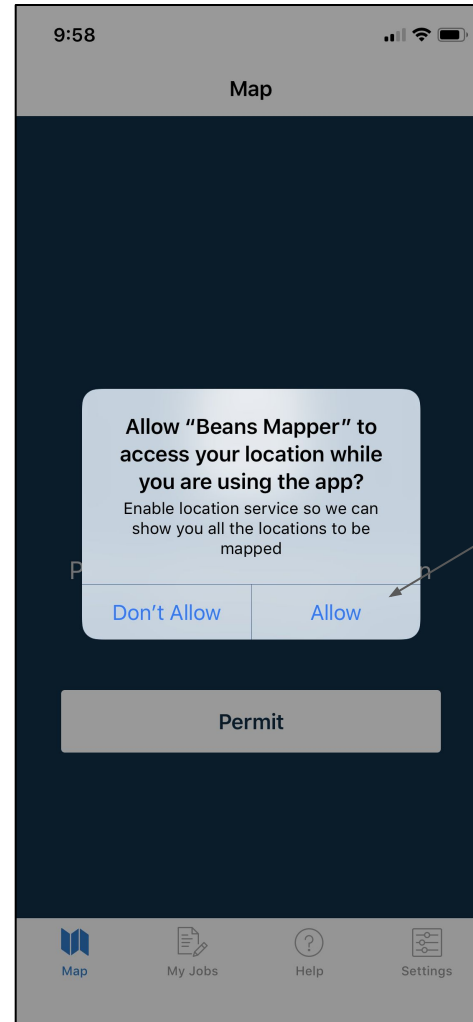 9:58
Map
Allow “Beans Mapper” to
access your location while
you are using the app?
Enable location service so we can
show you all the locations to be
mapped
Don’t Allow
Allow
Permit
Map
My Jobs
Help
Settings